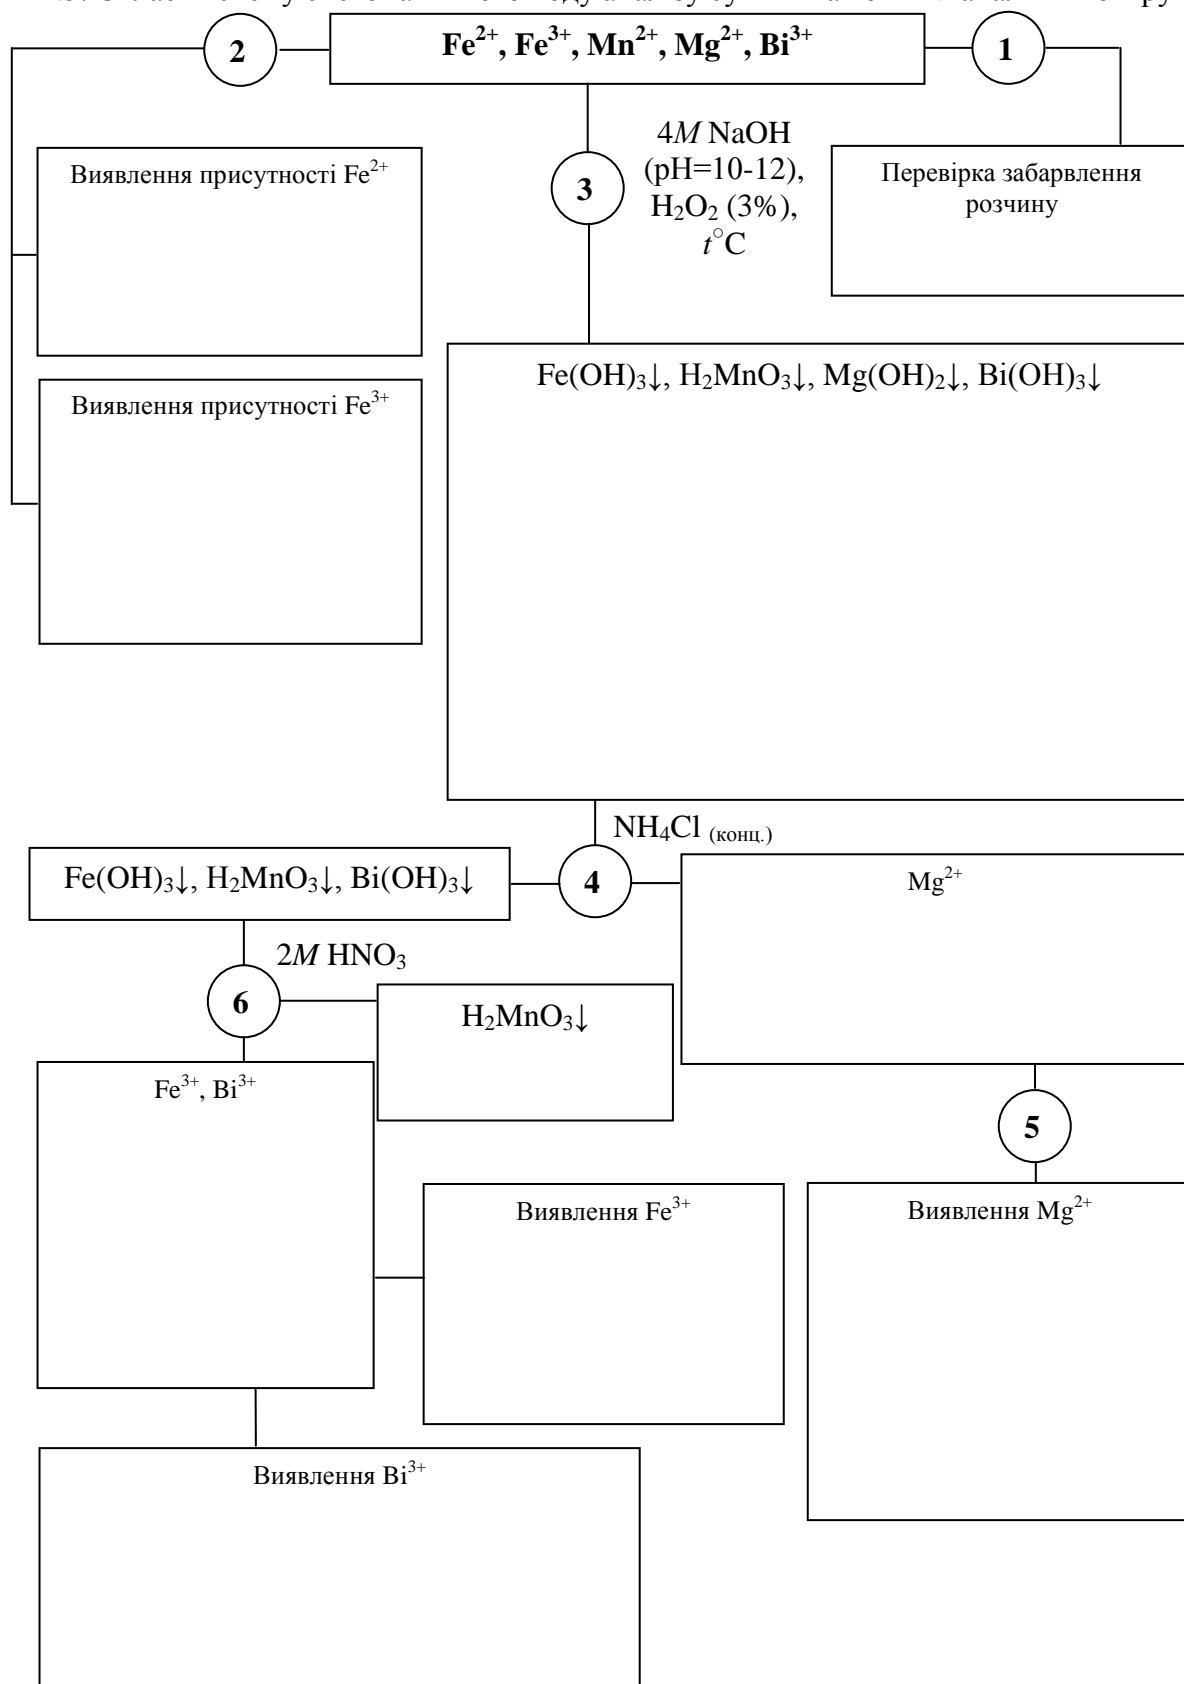 2
Fe²⁺, Fe³⁺, Mn²⁺, Mg²⁺, Bi³⁺
1
Виявлення присутності Fe²⁺
3
4M NaOH
(pH=10-12),
H₂O₂ (3%),
t°C
Перевірка забарвлення
розчину
Виявлення присутності Fe³⁺
Fe(OH)₃↓, H₂MnO₃↓, Mg(OH)₂↓, Bi(OH)₃↓
NH₄Cl (конц.)
Fe(OH)₃↓, H₂MnO₃↓, Bi(OH)₃↓
4
Mg²⁺
2M HNO₃
6
H₂MnO₃↓
Fe³⁺, Bi³⁺
5
Виявлення Fe³⁺
Виявлення Mg²⁺
Виявлення Bi³⁺